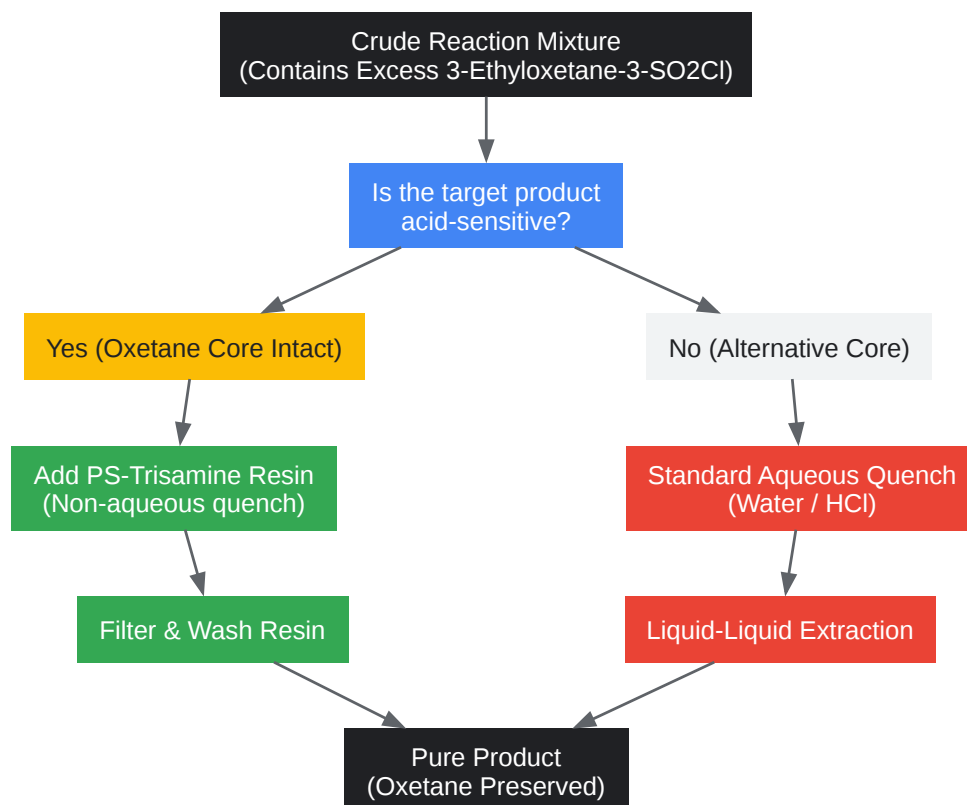 Crude Reaction Mixture
(Contains Excess 3-Ethyloxetane-3-SO2Cl)
Is the target product
acid-sensitive?
Yes (Oxetane Core Intact)
No (Alternative Core)
Add PS-Trisamine Resin
(Non-aqueous quench)
Standard Aqueous Quench
(Water / HCl)
Filter & Wash Resin
Liquid-Liquid Extraction
Pure Product
(Oxetane Preserved)